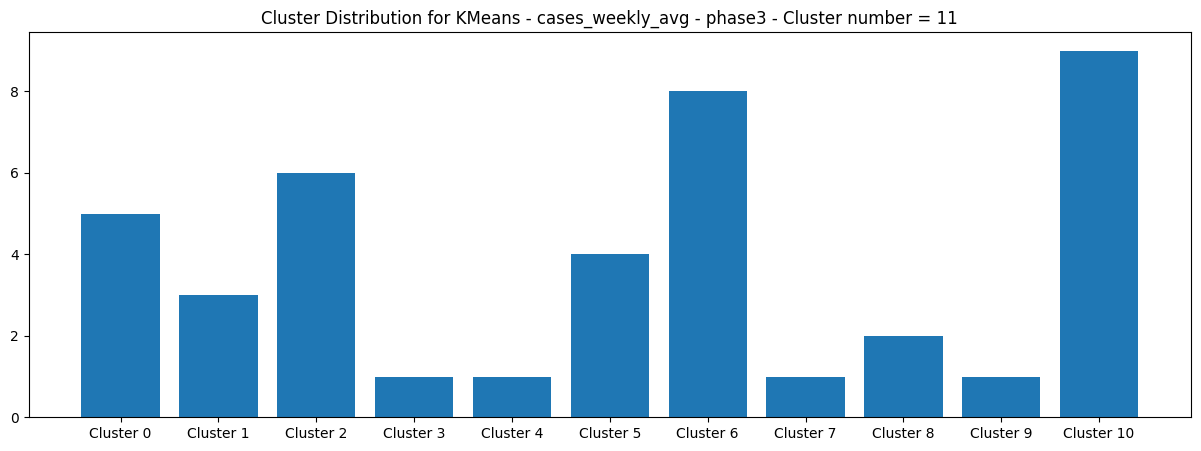 Cluster Distribution for KMeans - cases_weekly_avg - phase3 - Cluster number = 11
8
6
4
2
0
Cluster 0 Cluster 1 Cluster 2 Cluster 3 Cluster 4 Cluster 5 Cluster 6 Cluster 7 Cluster 8 Cluster 9 Cluster 10